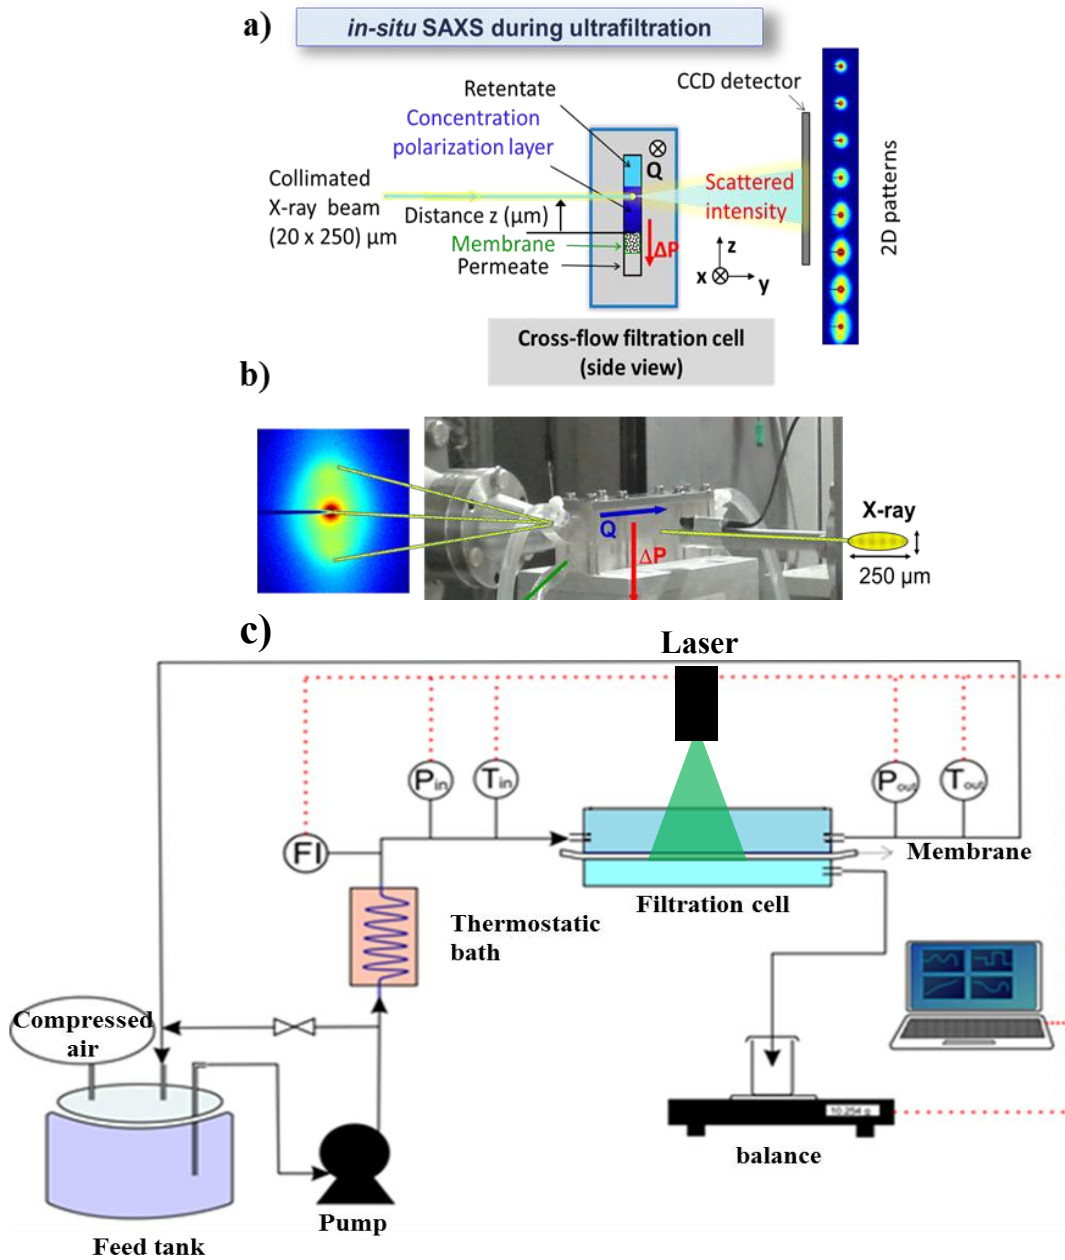 a)
in-situ SAXS during ultrafiltration
CCD detector
Retentate
Concentration
polarization layer
Q
Collimated
X-ray beam
(20 x 250) µm
Scattered
intensity
Distance z (µm)
Membrane
Permeate
ΔP
z
x
y
2D patterns
Cross-flow filtration cell
(side view)
b)
Q
ΔP
X-ray
250 µm
c)
Laser
Pin
Tin
Pout
Tout
FI
Membrane
Filtration cell
Thermostatic
bath
Compressed
air
10.254 g
balance
Pump
Feed tank